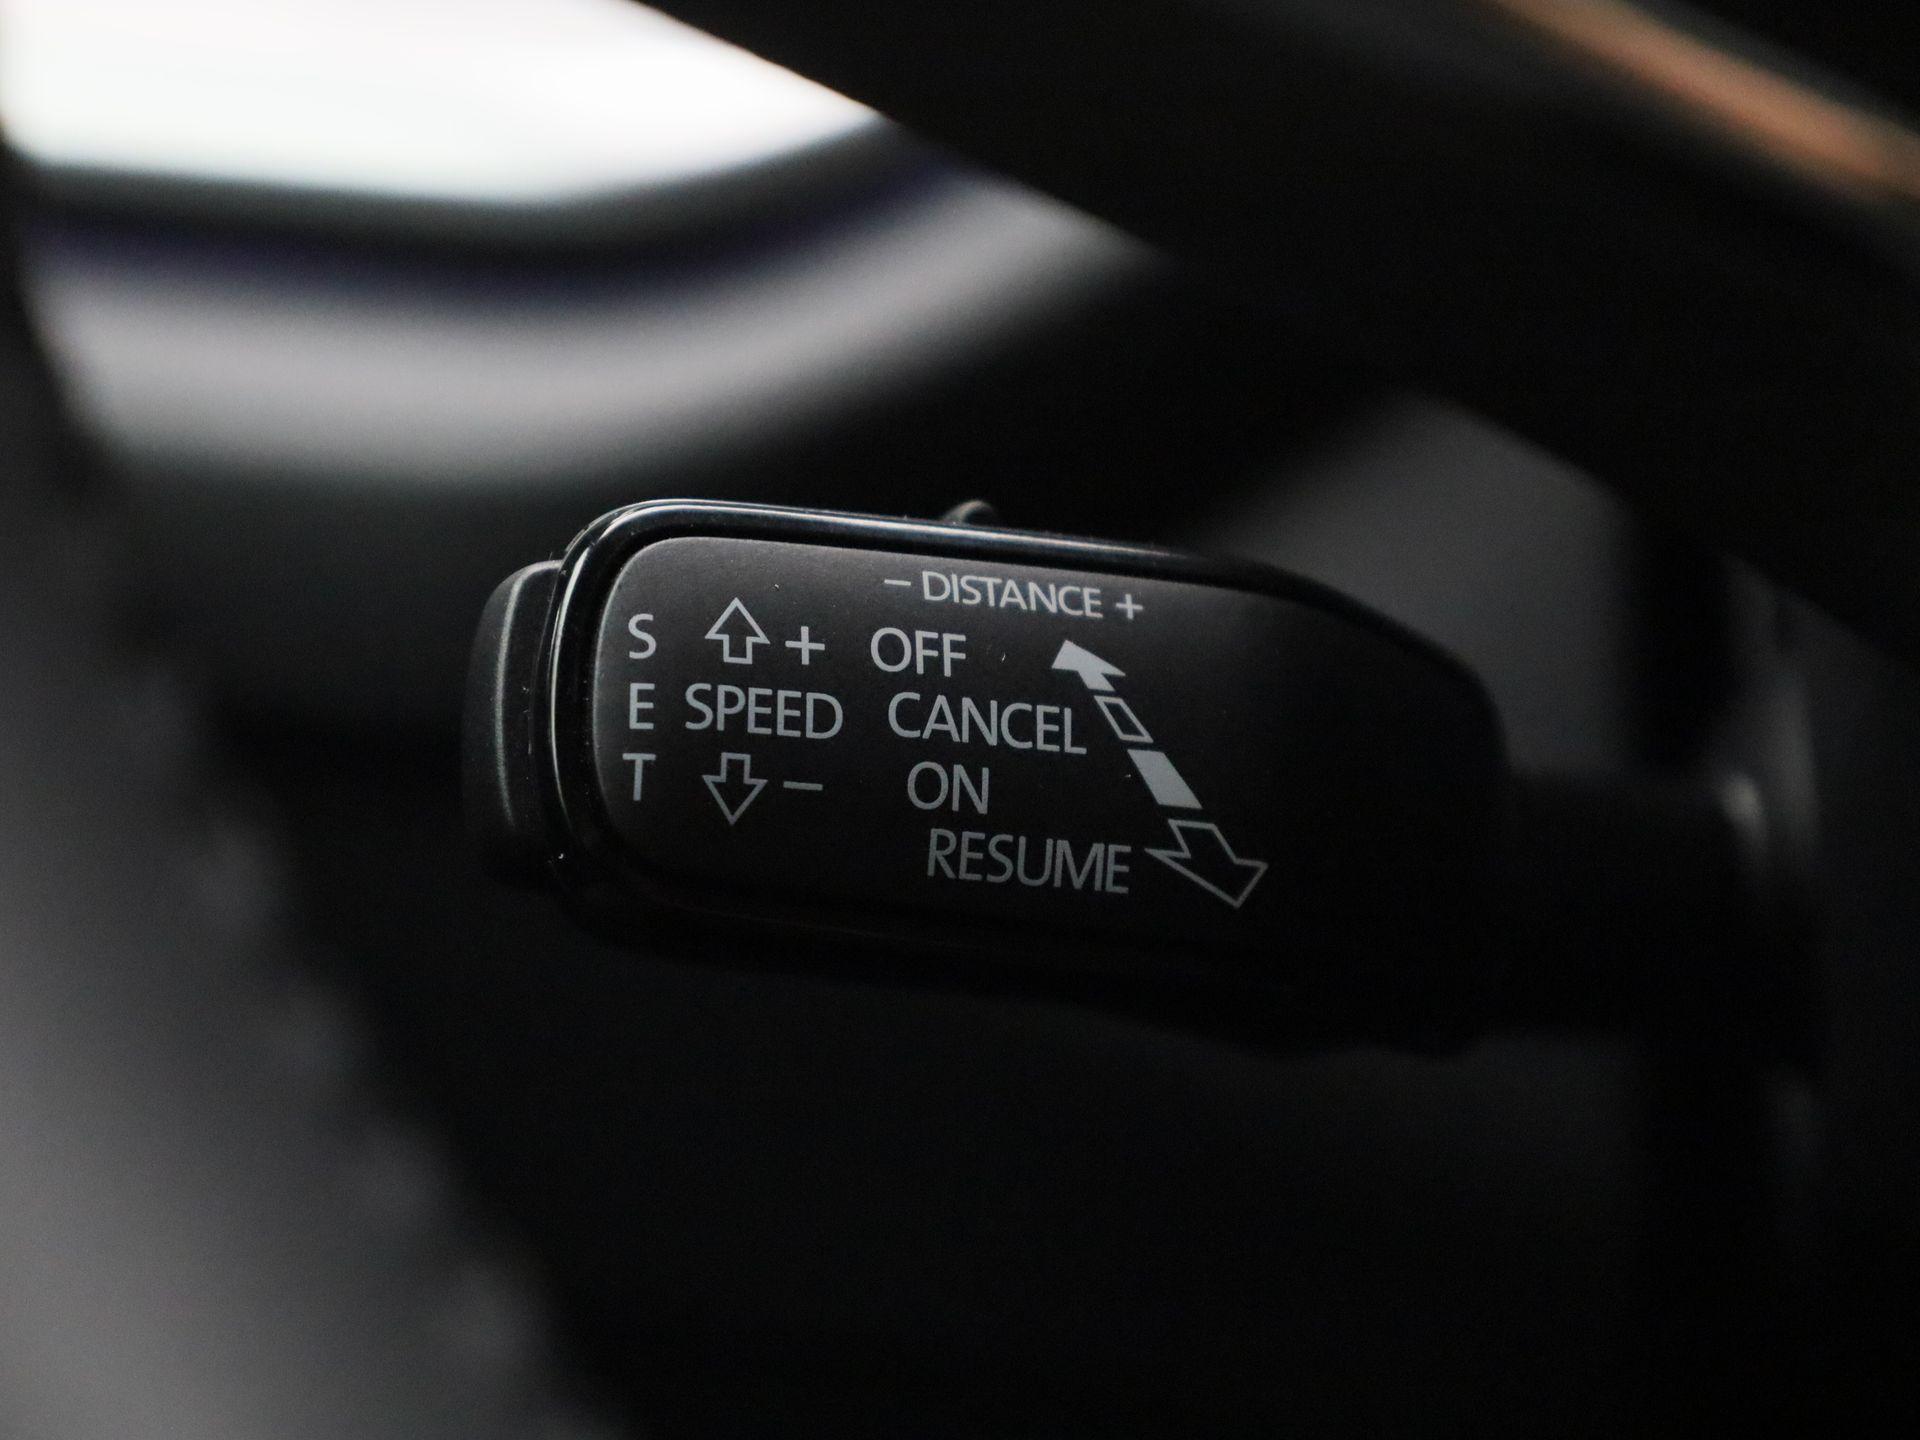 − DISTANCE +
S + OFF
E SPEED CANCEL
T − ON
RESUME